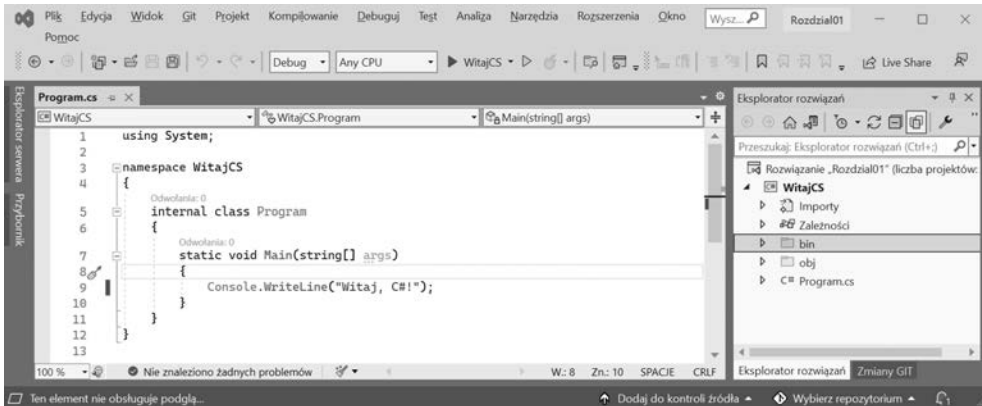 Plik Edycja Widok Git Projekt Kompilowanie Debuguj Test Analiza Narzędzia Rozszerzenia Okno Wysz... Rozdzial01
Pomoc
Debug Any CPU WitajCS Live Share
Program.cs
WitajCS WitajCS.Program Main(string[] args)
1 using System;
2
3 namespace WitajCS
4 {
Odwołania: 0
5 internal class Program
6 {
Odwołania: 0
7 static void Main(string[] args)
8 {
9 Console.WriteLine("Witaj, C#!");
10 }
11 }
12 }
13
100 % Nie znaleziono żadnych problemów W.: 8 Zn.: 10 SPACJE CRLF
Eksplorator serwera
Przybornik
Eksplorator rozwiązań
Przeszukaj: Eksplorator rozwiązań (Ctrl+;)
Rozwiązanie „Rozdzial01" (liczba projektów:
WitajCS
Importy
Zależności
bin
obj
C# Program.cs
Eksplorator rozwiązań Zmiany GIT
Ten element nie obsługuje podglą... Dodaj do kontroli źródła Wybierz repozytorium